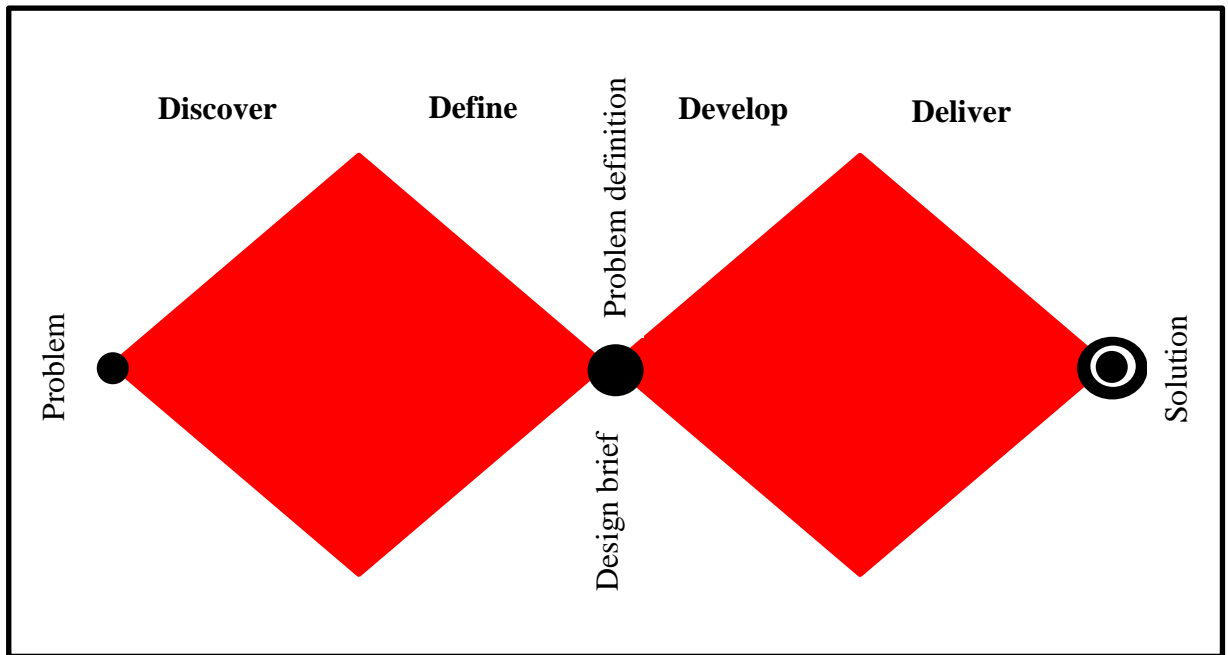 Discover
Define
Develop
Deliver
Problem
Problem definition
Design brief
Solution